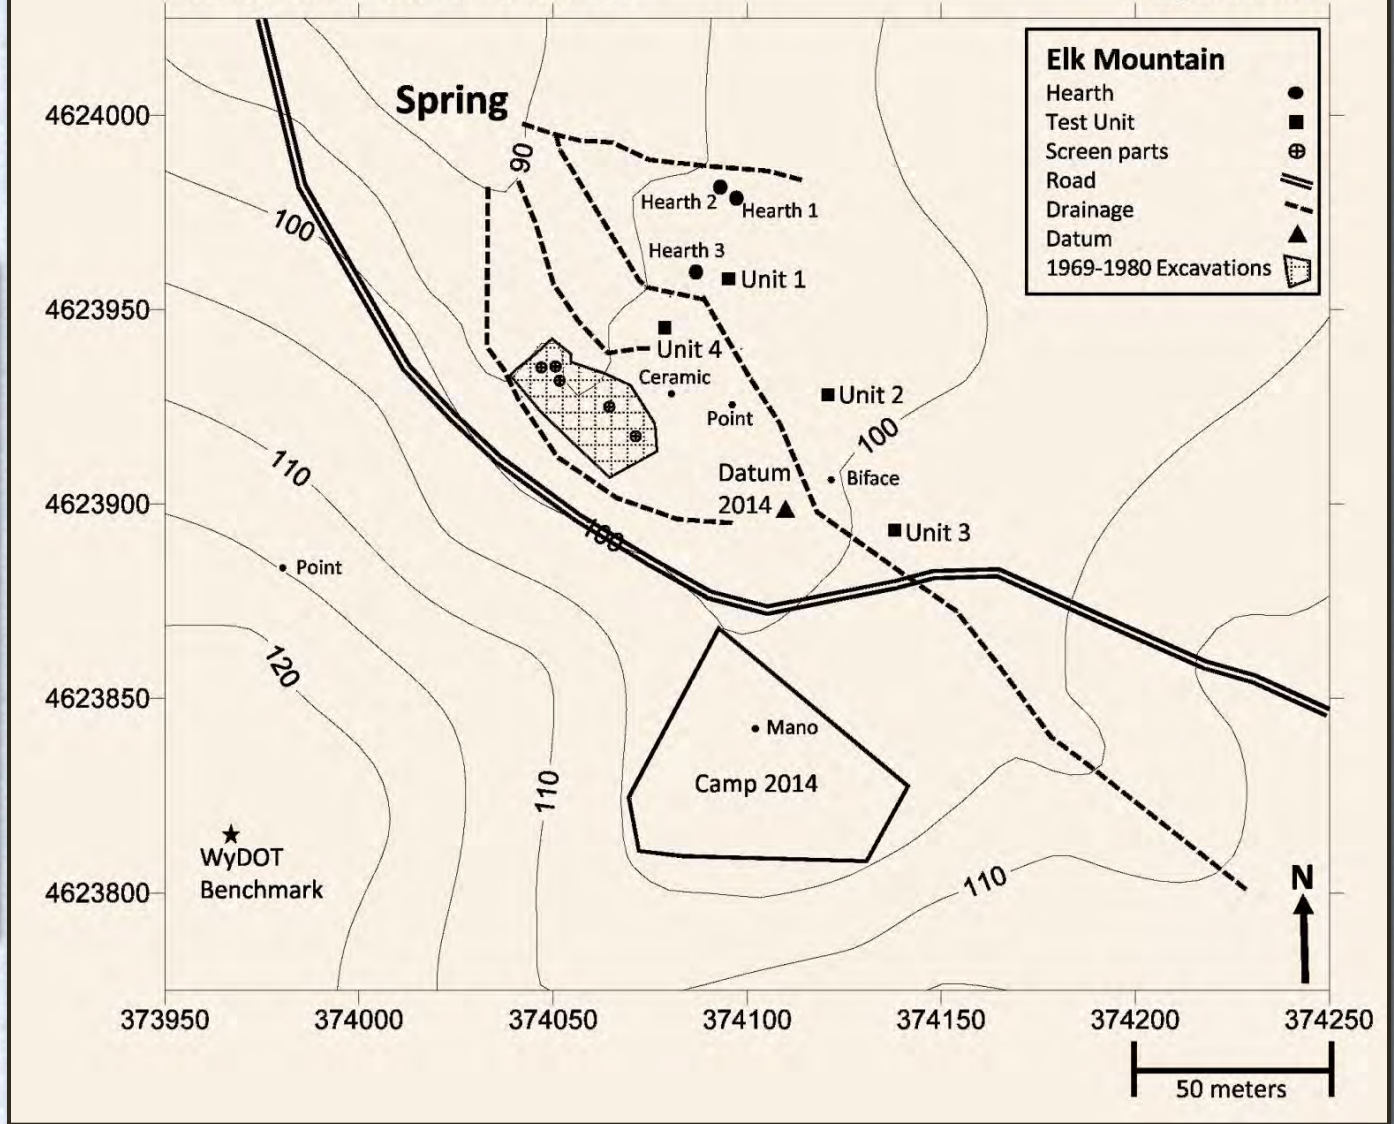 Elk Mountain
Hearth
Test Unit
Screen parts
Road
Drainage
Datum
1969-1980 Excavations
Spring
4624000
90
Hearth 2
Hearth 1
100
Hearth 3
Unit 1
4623950
Unit 4
Ceramic
Unit 2
Point
100
110
Datum
2014
Biface
4623900
Unit 3
100
Point
120
4623850
Mano
Camp 2014
110
WyDOT
Benchmark
110
N
4623800
373950
374000
374050
374100
374150
374200
374250
50 meters